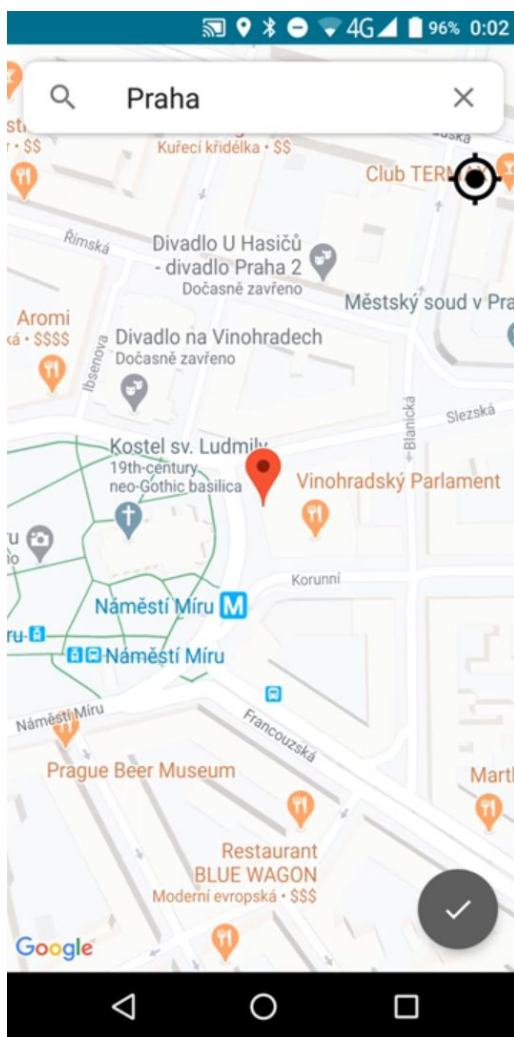 4G 96% 0:02
Praha
Kuřecí křidélka • $$
Club TERMAX
Římská
Divadlo U Hasičů
- divadlo Praha 2
Dočasně zavřeno
Městský soud v Pra
Aromi
ká • $$$$
Ibsenova
Divadlo na Vinohradech
Dočasně zavřeno
Blanická
Slezská
Kostel sv. Ludmily
19th-century
neo-Gothic basilica
Vinohradský Parlament
Korunní
Náměstí Míru M
Náměstí Míru
Náměstí Míru
Francouzská
Prague Beer Museum
Restaurant
BLUE WAGON
Moderní evropská • $$$
Google